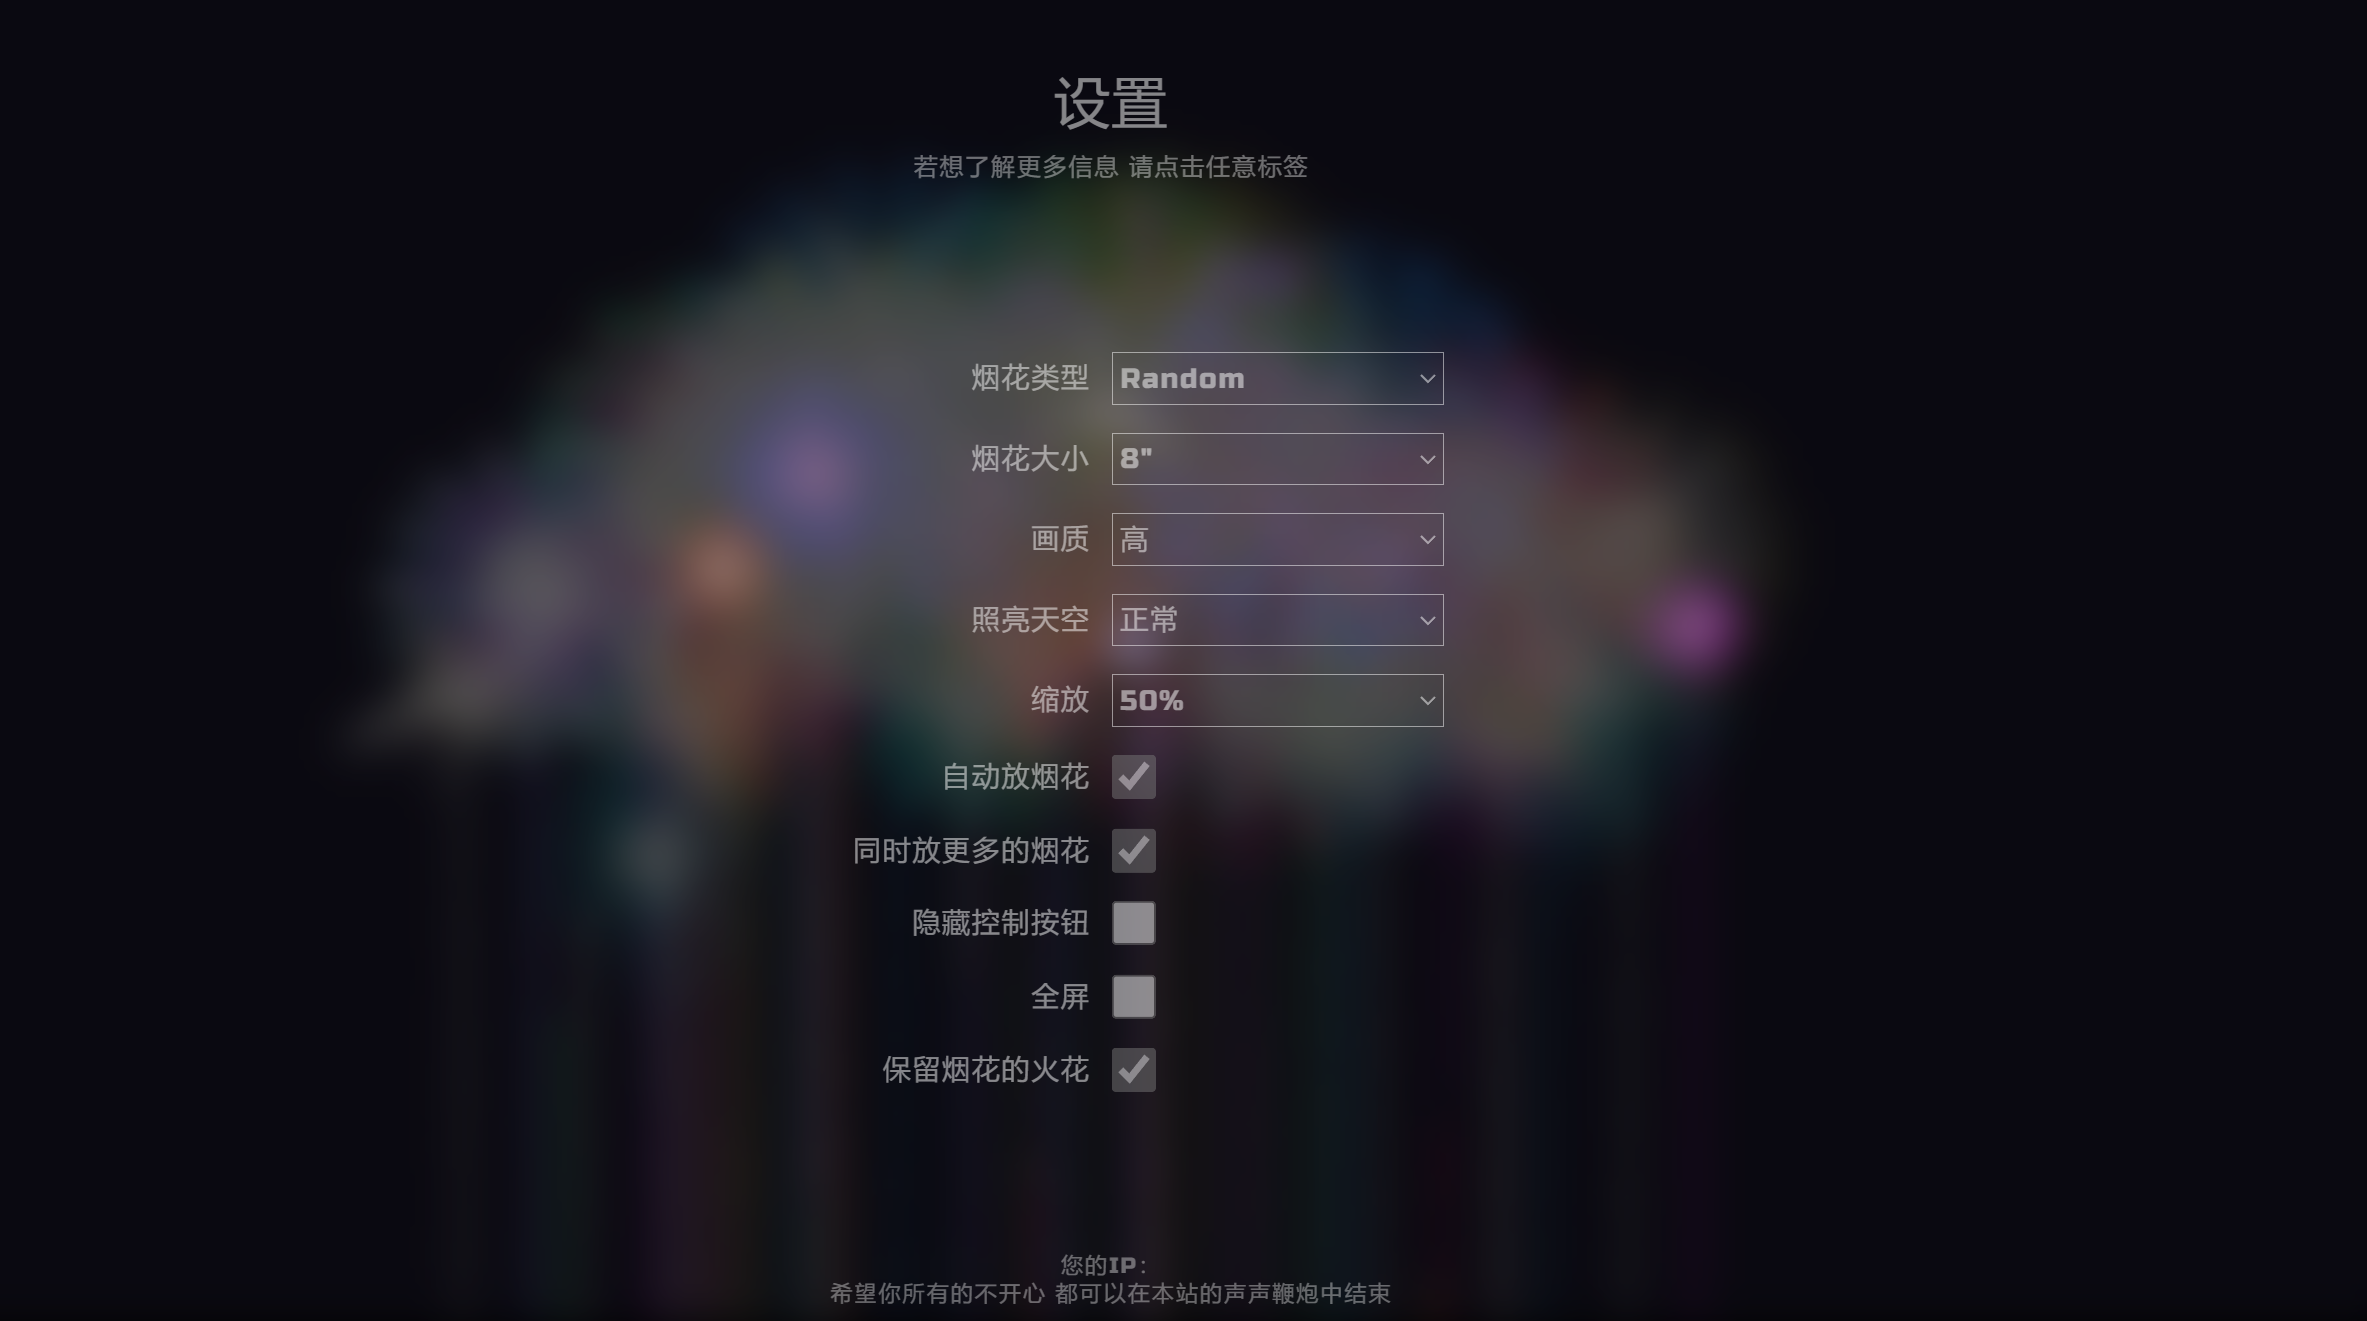 设置
若想了解更多信息 请点击任意标签
烟花类型 Random
烟花大小 8"
画质 高
照亮天空 正常
缩放 50%
自动放烟花
同时放更多的烟花
隐藏控制按钮
全屏
保留烟花的火花
您的IP:
希望你所有的不开心 都可以在本站的声声鞭炮中结束